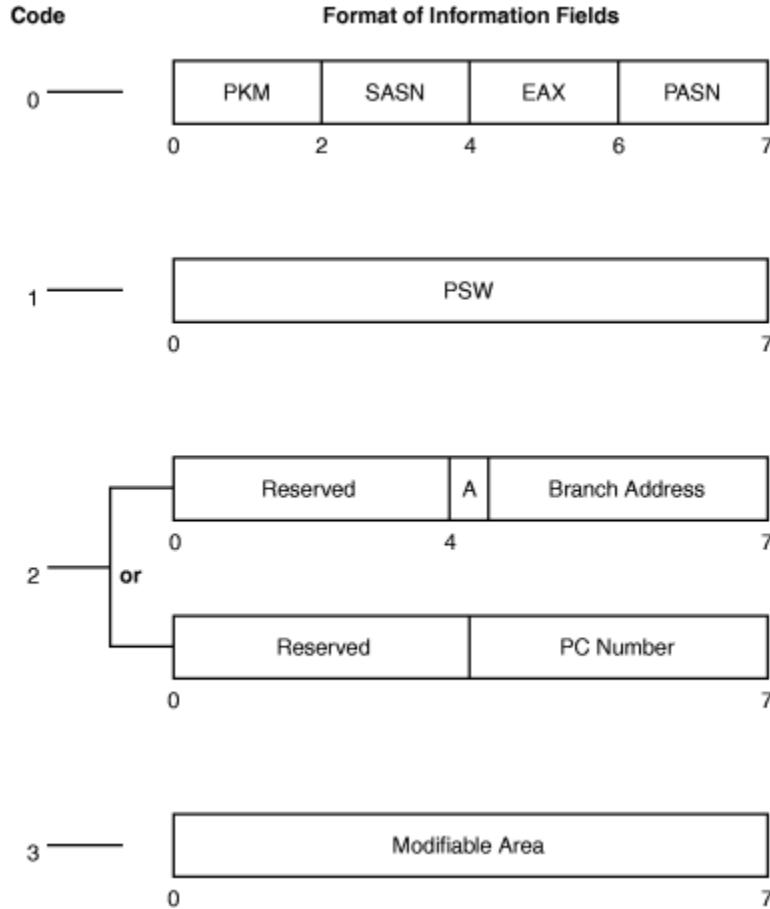 Code Format of Information Fields
0 PKM SASN EAX PASN
0 2 4 6 7
1 PSW
0 7
Reserved A Branch Address
0 4 7
2 or
Reserved PC Number
0 7
3 Modifiable Area
0 7